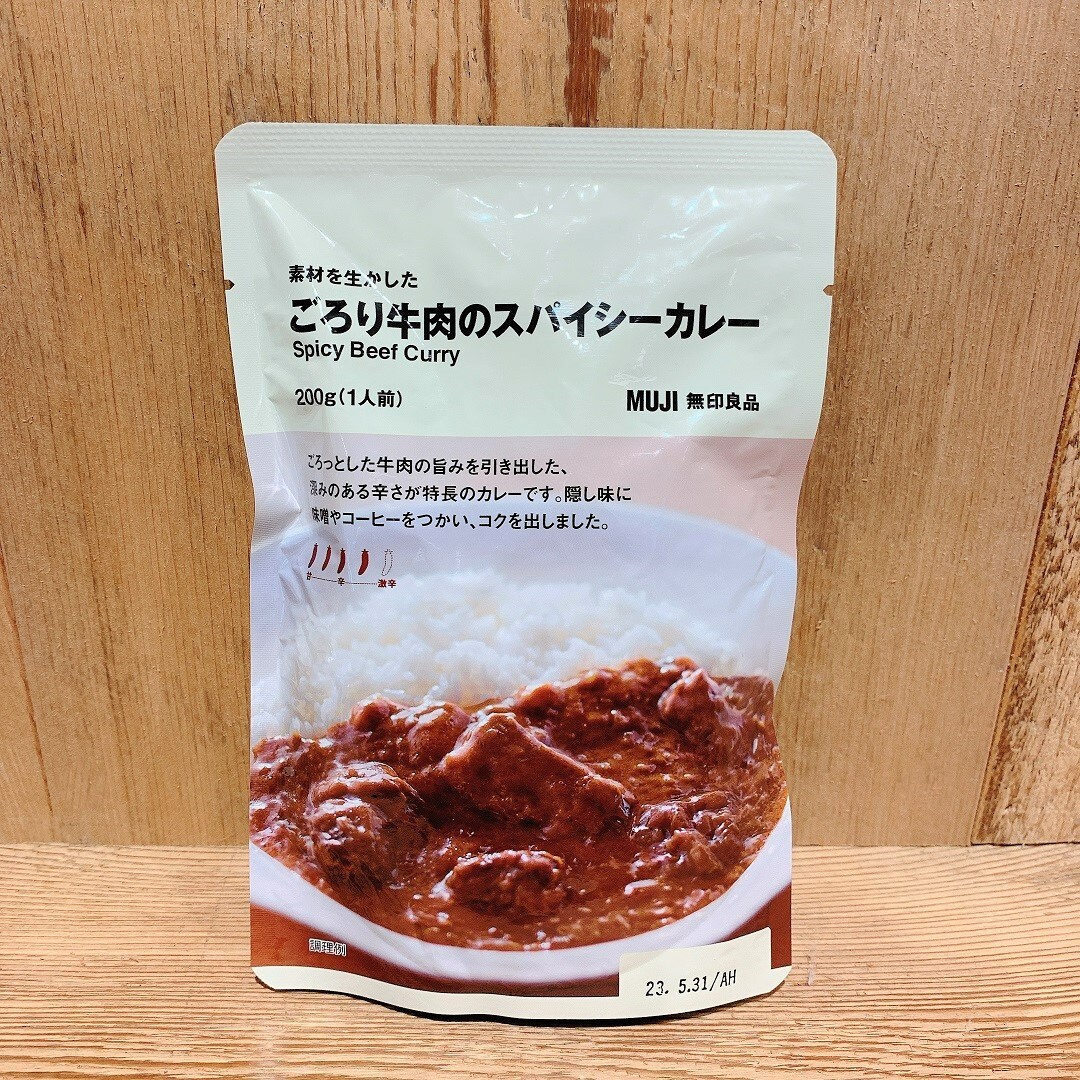 素材を生かした
ごろり牛肉のスパイシーカレー
Spicy Beef Curry
200g(1人前)
MUJI 無印良品
ごろっとした牛肉の旨みを引き出した、
深みのある辛さが特長のカレーです。隠し味に
味噌やコーヒーをつかい、コクを出しました。
甘 辛 激辛
調理例
23. 5.31/AH